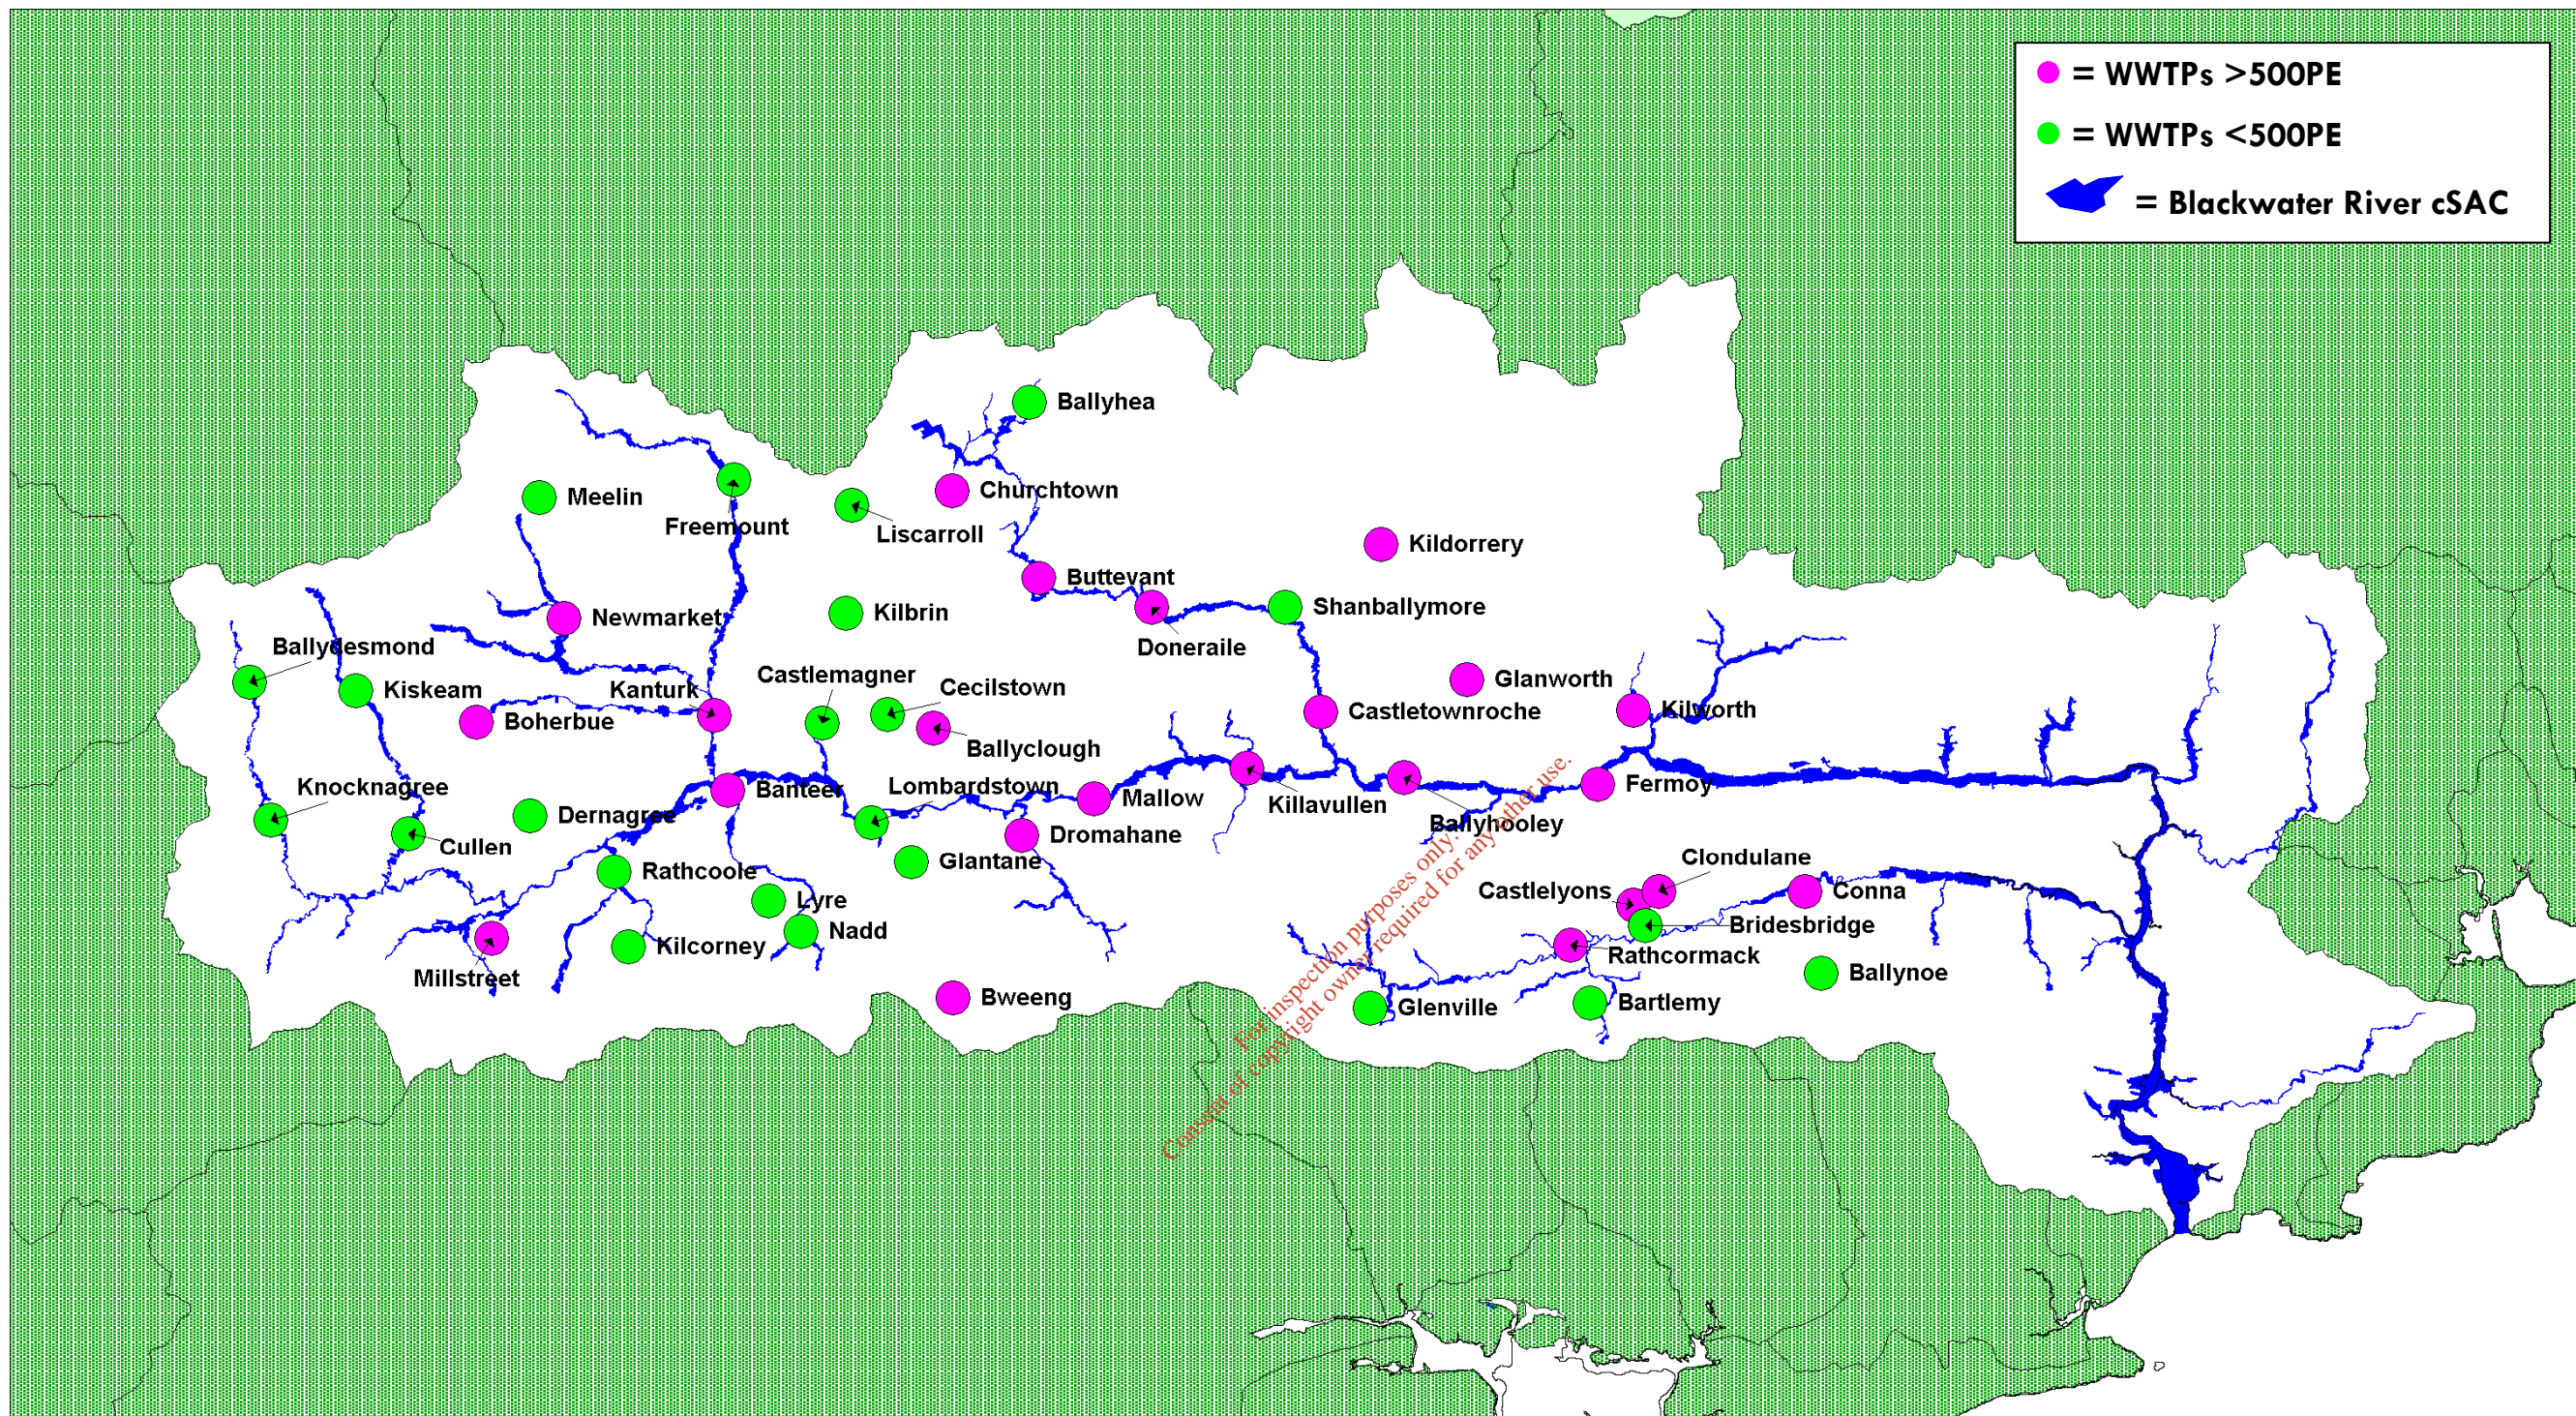 = WWTPs >500PE
= WWTPs <500PE
= Blackwater River cSAC
Ballyhea
Churchtown
Meelin
Freemount
Liscarroll
Kildorrery
Buttevant
Newmarket
Kilbrin
Shanballymore
Doneraile
Ballydesmond
Castlemagner
Cecilstown
Glanworth
Kiskeam
Kanturk
Boherbue
Castletownroche
Kilworth
Ballyclough
Knocknagree
Banteer
Lombardstown
Mallow
Killavullen
Fermoy
Dernagree
Ballyhooley
Cullen
Dromahane
Glantane
Clondulane
Rathcoole
Castlelyons
Conna
Lyre
Nadd
Bridesbridge
Kilcorney
Rathcormack
Millstreet
Ballynoe
Bweeng
Glenville
Bartlemy
For inspection purposes only.
Consent of copyright owner required for any other use.